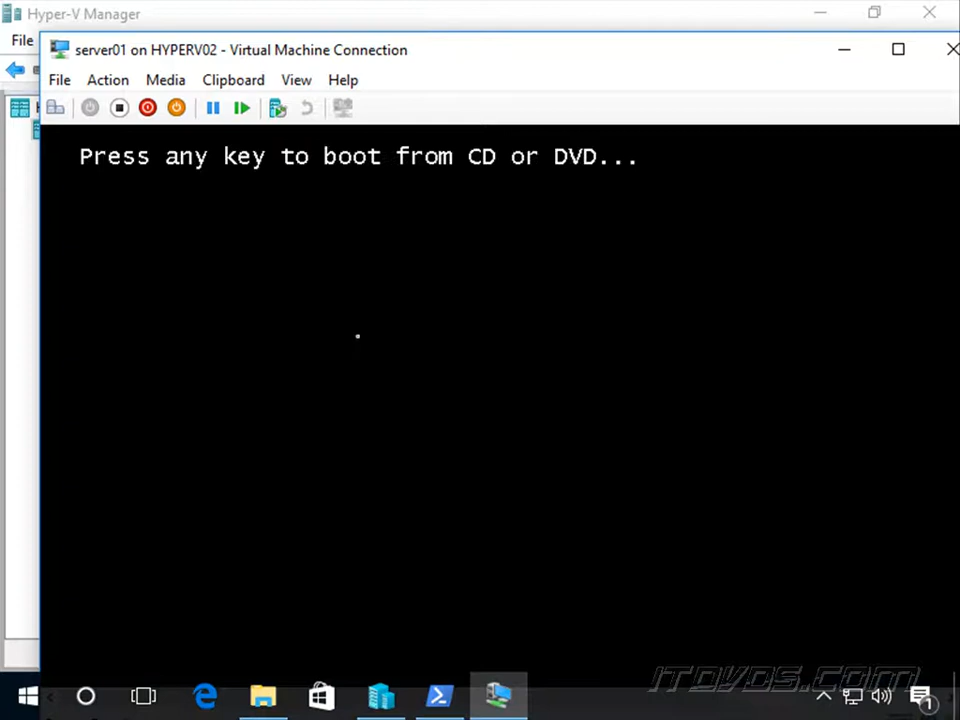 Hyper-V Manager
File
server01 on HYPERV02 - Virtual Machine Connection
File Action Media Clipboard View Help
Press any key to boot from CD or DVD...
ITDVDS.COM
1